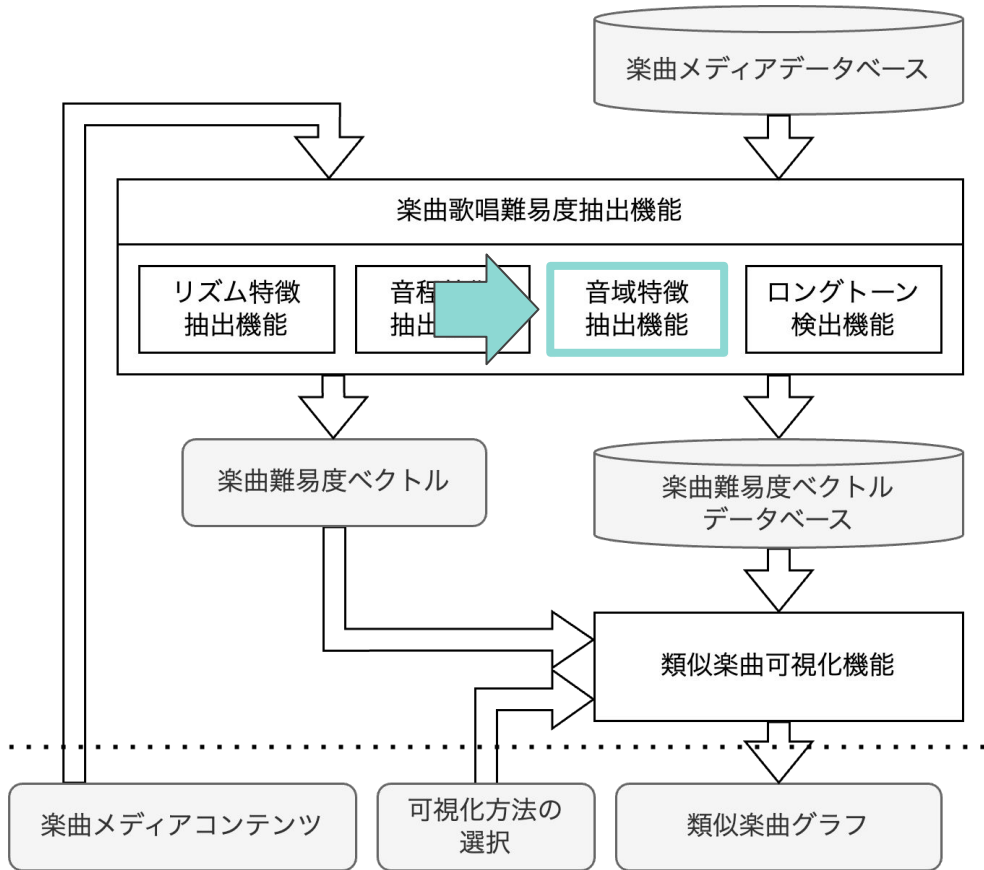 楽曲メディアデータベース
楽曲歌唱難易度抽出機能
リズム特徴
抽出機能
音程
抽出
音域特徴
抽出機能
ロングトーン
検出機能
楽曲難易度ベクトル
楽曲難易度ベクトル
データベース
類似楽曲可視化機能
楽曲メディアコンテンツ
可視化方法の
選択
類似楽曲グラフ